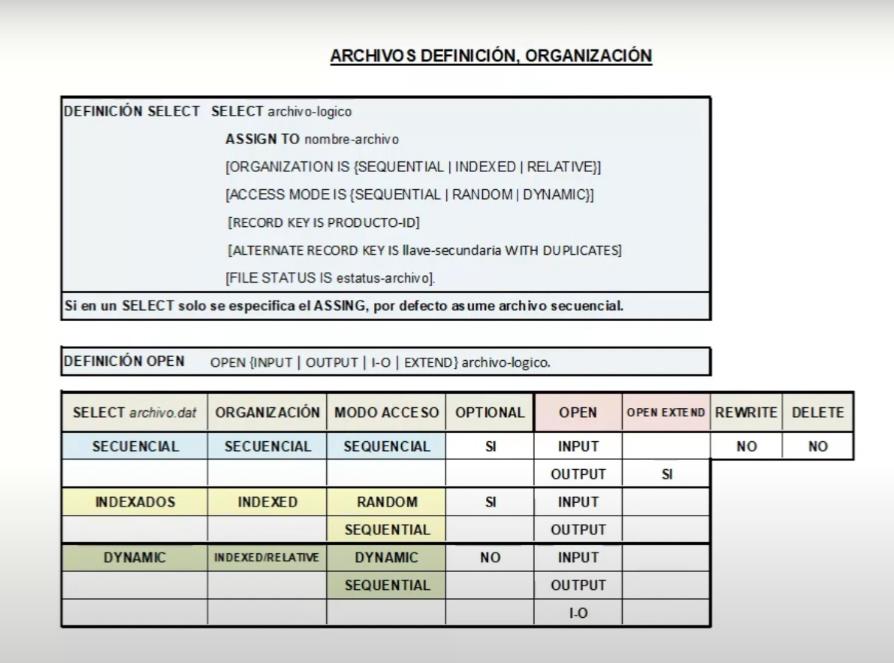 ARCHIVOS DEFINICIÓN, ORGANIZACIÓN
DEFINICIÓN SELECT SELECT archivo-logico
ASSIGN TO nombre-archivo
[ORGANIZATION IS {SEQUENTIAL | INDEXED | RELATIVE}]
[ACCESS MODE IS {SEQUENTIAL | RANDOM | DYNAMIC}]
[RECORD KEY IS PRODUCTO-ID]
[ALTERNATE RECORD KEY IS llave-secundaria WITH DUPLICATES]
[FILE STATUS IS estatus-archivo].
Si en un SELECT solo se especifica el ASSING, por defecto asume archivo secuencial.
DEFINICIÓN OPEN OPEN {INPUT | OUTPUT | I-O | EXTEND} archivo-logico.
SELECT archivo.dat ORGANIZACIÓN MODO ACCESO OPTIONAL OPEN OPEN EXTEND REWRITE DELETE
SECUENCIAL SECUENCIAL SEQUENCIAL SI INPUT NO NO
OUTPUT SI
INDEXADOS INDEXED RANDOM SI INPUT
SEQUENTIAL OUTPUT
DYNAMIC INDEXED/RELATIVE DYNAMIC NO INPUT
SEQUENTIAL OUTPUT
I-O